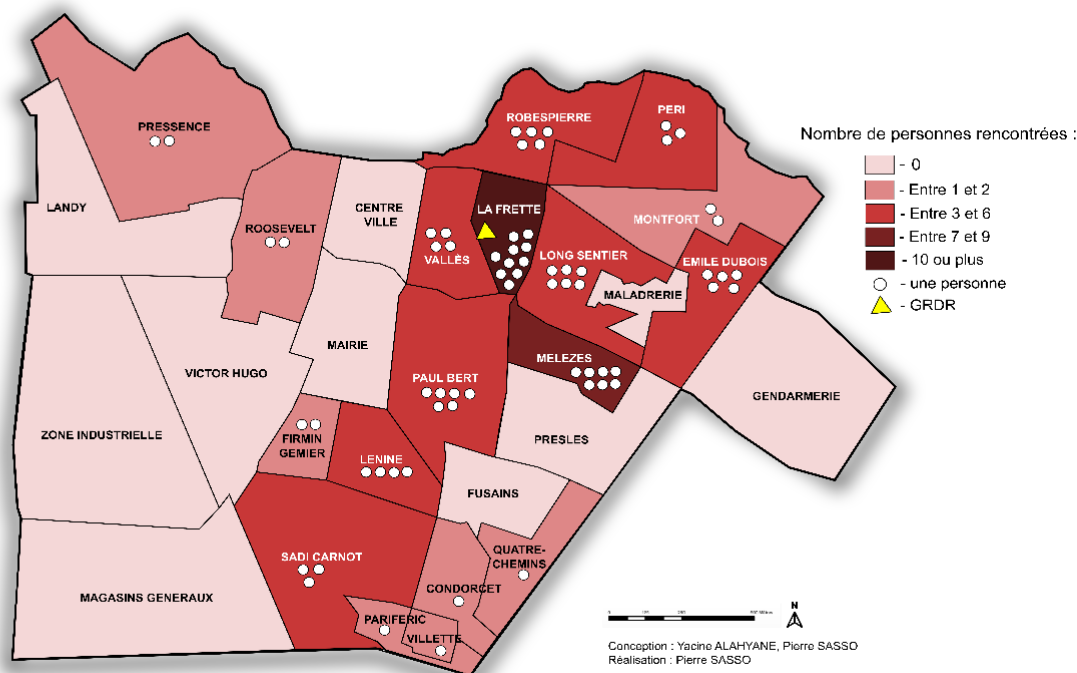 PRESSENCE
ROBESPIERRE
PERI
LANDY
ROOSEVELT
CENTRE
VILLE
VALLÈS
LA FRETTE
LONG SENTIER
MONTFORT
EMILE DUBOIS
MALADRERIE
MAIRIE
VICTOR HUGO
PAUL BERT
MELEZES
GENDARMERIE
ZONE INDUSTRIELLE
FIRMIN
GEMIER
LENINE
PRESLES
FUSAINS
SADI CARNOT
QUATRE-
CHEMINS
CONDORCET
MAGASINS GENERAUX
PARIFERIC
VILLETTE
Nombre de personnes rencontrées :
- 0
- Entre 1 et 2
- Entre 3 et 6
- Entre 7 et 9
- 10 ou plus
- une personne
- GRDR
N
Conception : Yacine ALAHYANE, Pierre SASSO
Réalisation : Pierre SASSO